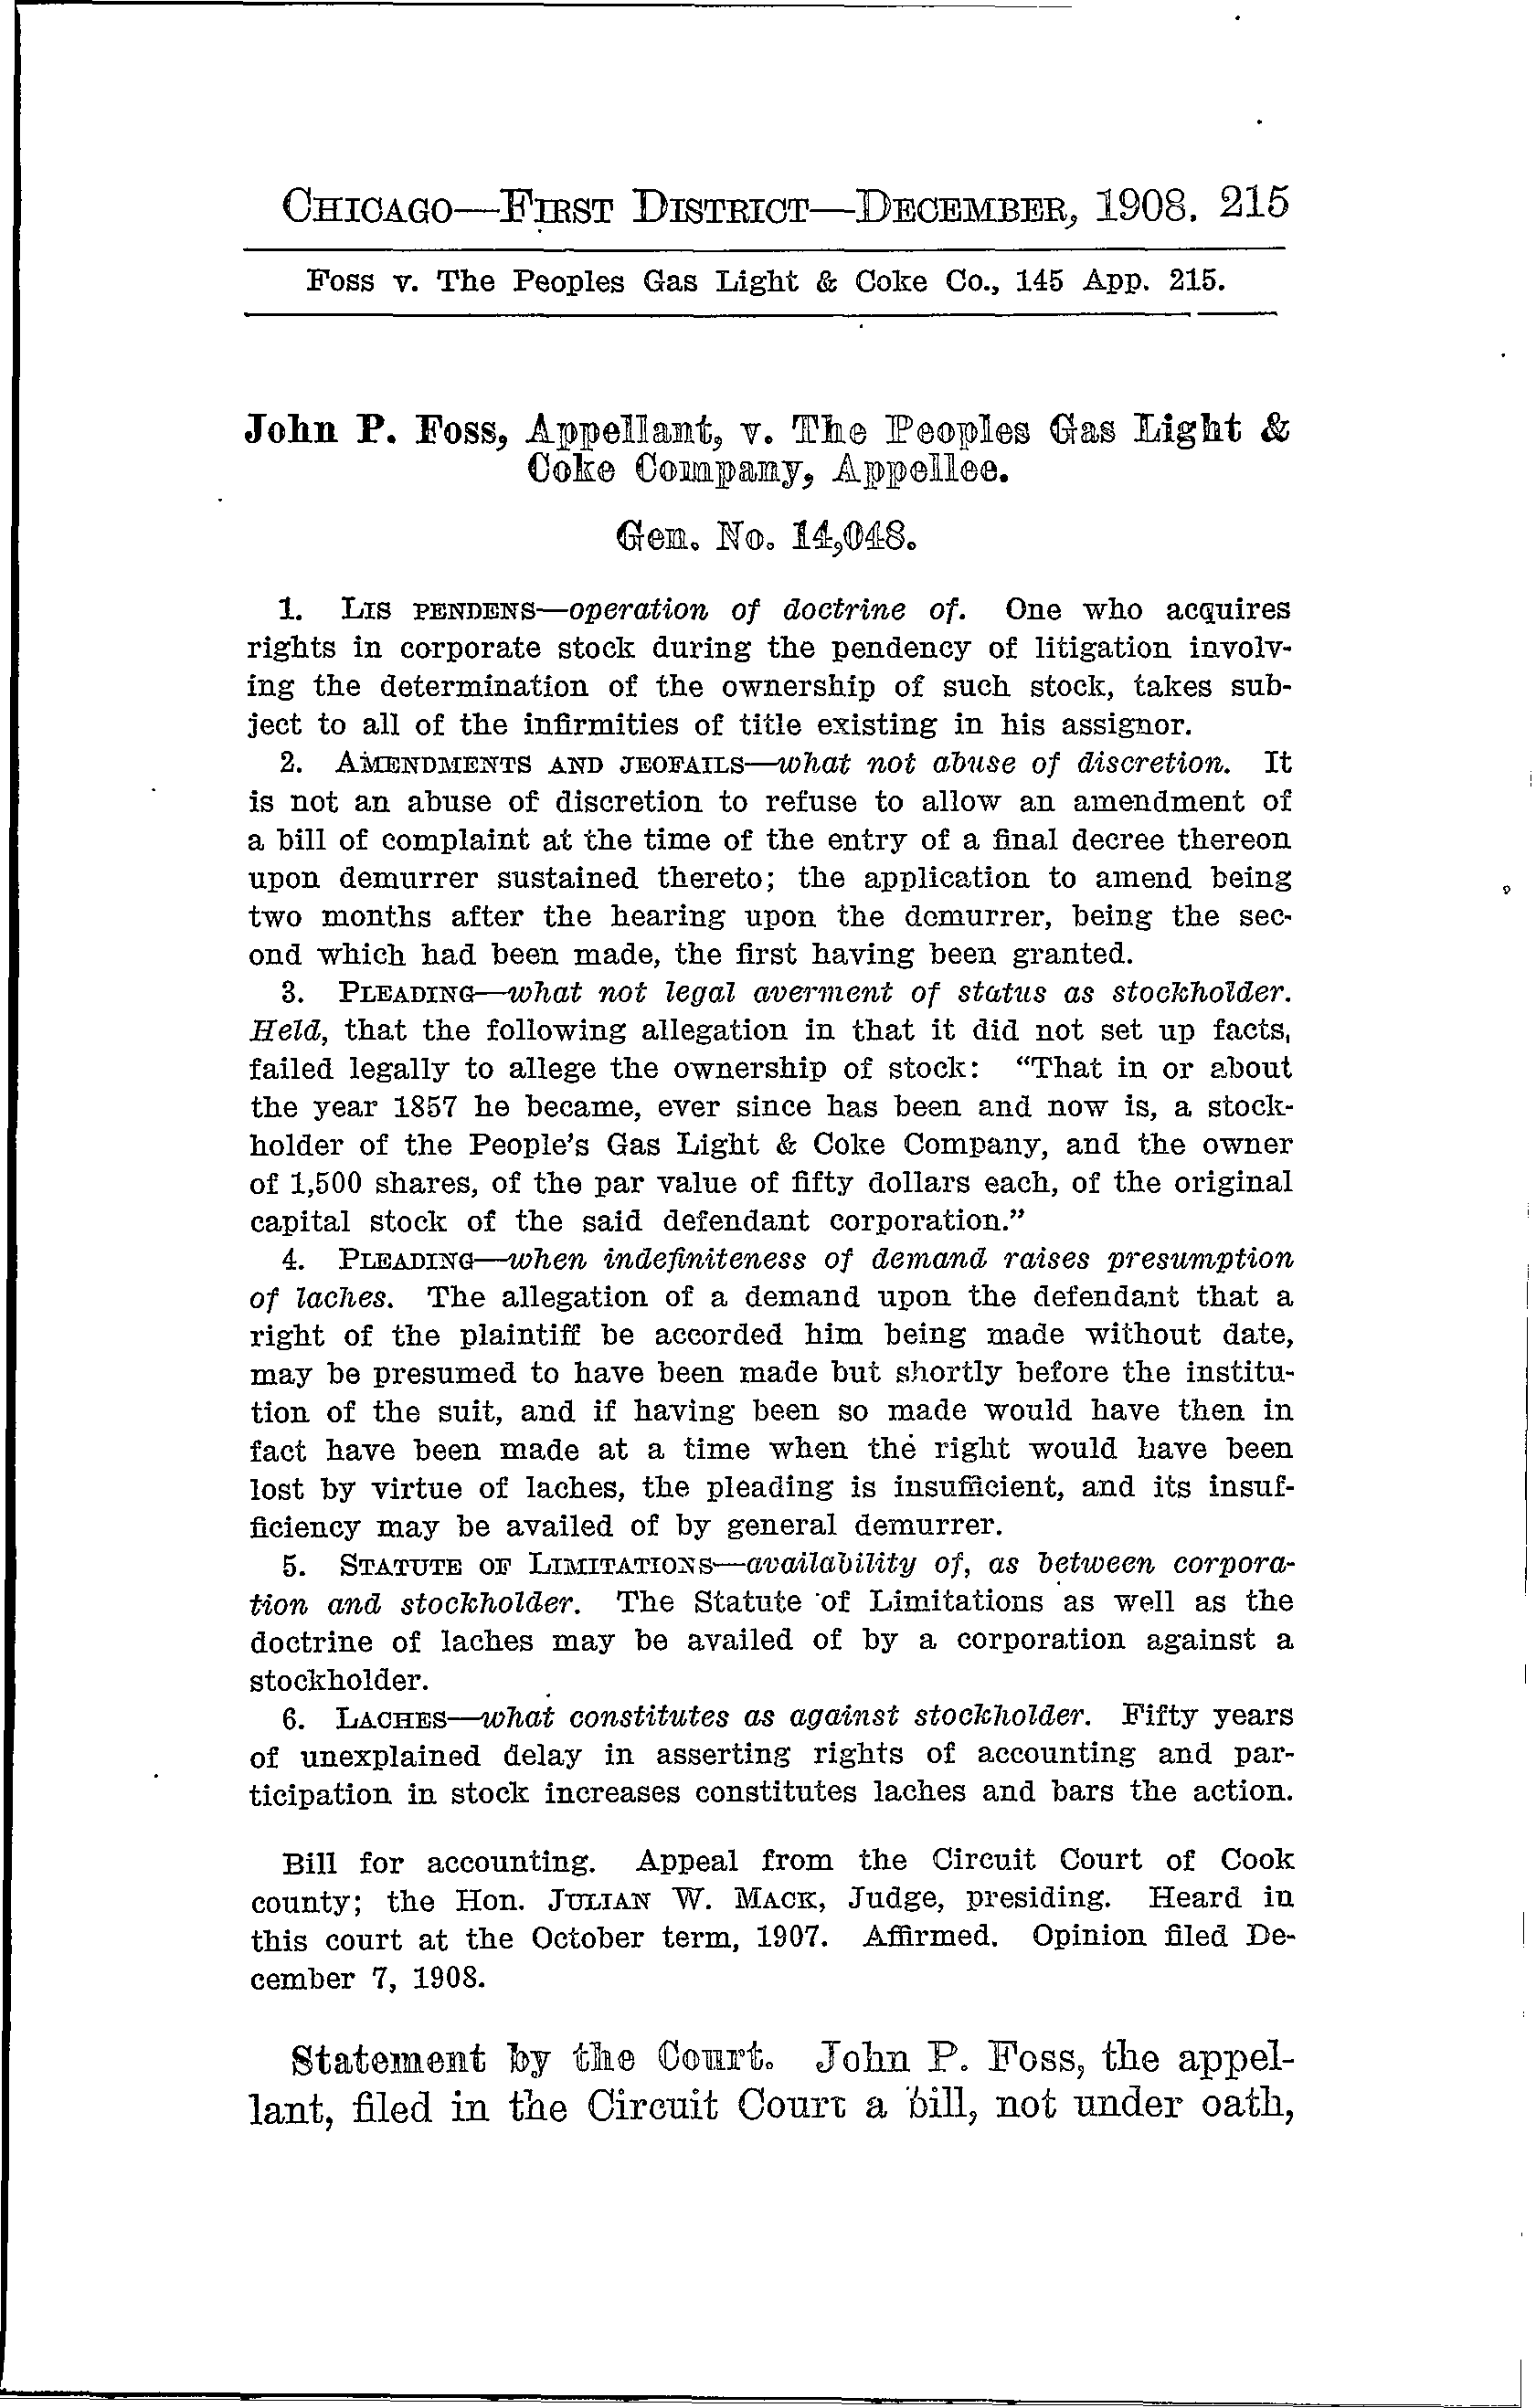 CHICAGO—FIRST DISTRICT—DECEMBER, 1908. 215
Foss v. The Peoples Gas Light & Coke Co., 145 App. 215.
John P. Foss, Appellant, v. The Peoples Gas Light &
Coke Company, Appellee.
Gen. No. 14,048.
1. LIS PENDENS—operation of doctrine of. One who acquires
rights in corporate stock during the pendency of litigation involv-
ing the determination of the ownership of such stock, takes sub-
ject to all of the infirmities of title existing in his assignor.
2. AMENDMENTS AND JEOFAILS—what not abuse of discretion. It
is not an abuse of discretion to refuse to allow an amendment of
a bill of complaint at the time of the entry of a final decree thereon
upon demurrer sustained thereto; the application to amend being
two months after the hearing upon the demurrer, being the sec-
ond which had been made, the first having been granted.
3. PLEADING—what not legal averment of status as stockholder.
Held, that the following allegation in that it did not set up facts,
failed legally to allege the ownership of stock: “That in or about
the year 1857 he became, ever since has been and now is, a stock-
holder of the People's Gas Light & Coke Company, and the owner
of 1,500 shares, of the par value of fifty dollars each, of the original
capital stock of the said defendant corporation.”
4. PLEADING—when indefiniteness of demand raises presumption
of laches. The allegation of a demand upon the defendant that a
right of the plaintiff be accorded him being made without date,
may be presumed to have been made but shortly before the institu-
tion of the suit, and if having been so made would have then in
fact have been made at a time when the right would have been
lost by virtue of laches, the pleading is insufficient, and its insuf-
ficiency may be availed of by general demurrer.
5. STATUTE OF LIMITATIONS—availability of, as between corpora-
tion and stockholder. The Statute of Limitations as well as the
doctrine of laches may be availed of by a corporation against a
stockholder.
6. LACHES—what constitutes as against stockholder. Fifty years
of unexplained delay in asserting rights of accounting and par-
ticipation in stock increases constitutes laches and bars the action.
Bill for accounting. Appeal from the Circuit Court of Cook
county; the Hon. JULIAN W. MACK, Judge, presiding. Heard in
this court at the October term, 1907. Affirmed. Opinion filed De-
cember 7, 1908.
Statement by the Court. John P. Foss, the appel-
lant, filed in the Circuit Court a bill, not under oath,